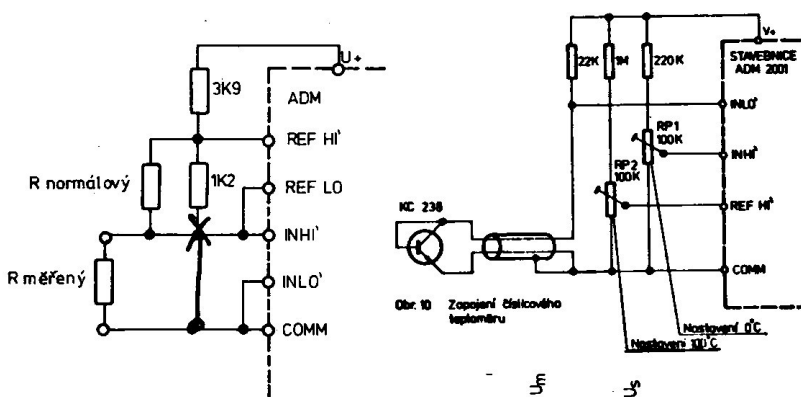 U+
3K9
ADM
REF HI'
R normálový
1K2
REF LO
INHI'
R měřený
INLO'
COMM
V+
22K
1M
220K
STAVEBNICE
ADM 2001
INLO'
RP1
100K
INHI'
RP2
100K
REF HI'
KC 238
COMM
Obr. 10 Zapojení číslicového
teploměru
Nastavení 0°C
Nastavení 100°C
Um
Us